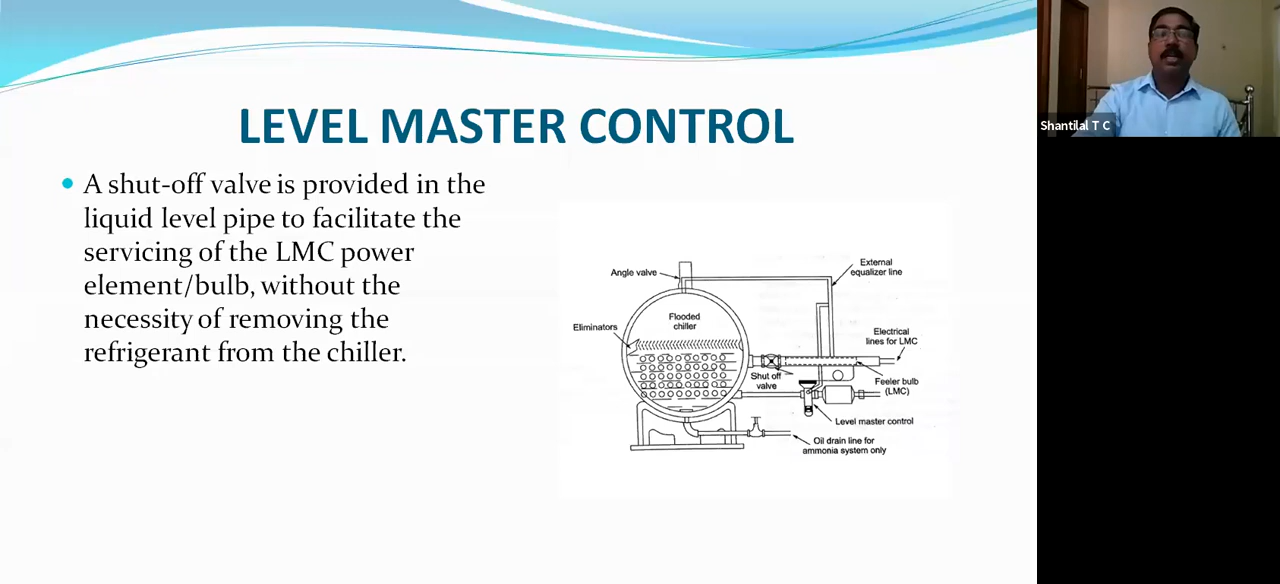 LEVEL MASTER CONTROL
A shut-off valve is provided in the
liquid level pipe to facilitate the
servicing of the LMC power
element/bulb, without the
necessity of removing the
refrigerant from the chiller.
Angle valve
External
equalizer line
Flooded
chiller
Eliminators
Electrical
lines for LMC
Shut off
valve
Feeler bulb
(LMC)
Level master control
Oil drain line for
ammonia system only
Shantilal T C